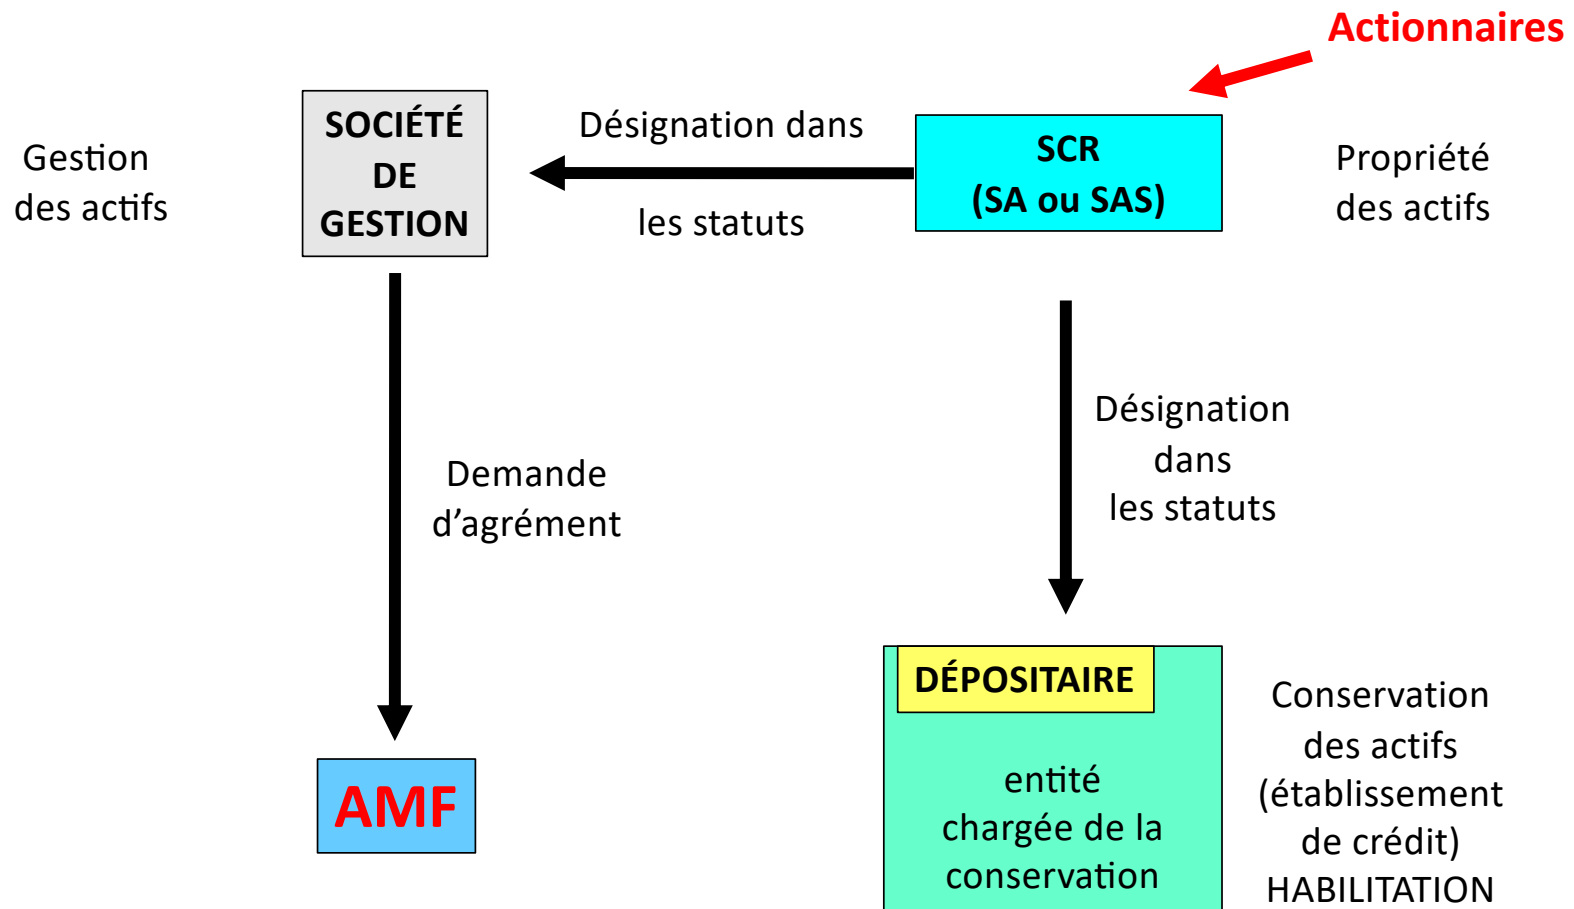 Actionnaires
Gestion
des actifs
SOCIÉTÉ
DE
GESTION
Désignation dans
les statuts
SCR
(SA ou SAS)
Propriété
des actifs
Demande
d’agrément
Désignation
dans
les statuts
AMF
DÉPOSITAIRE
entité
chargée de la
conservation
Conservation
des actifs
(établissement
de crédit)
HABILITATION